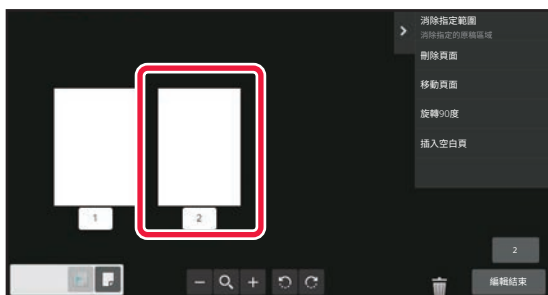 消除指定範圍
消除指定的原稿區域
刪除頁面
移動頁面
旋轉90度
插入空白頁
1
2
2
編輯結束